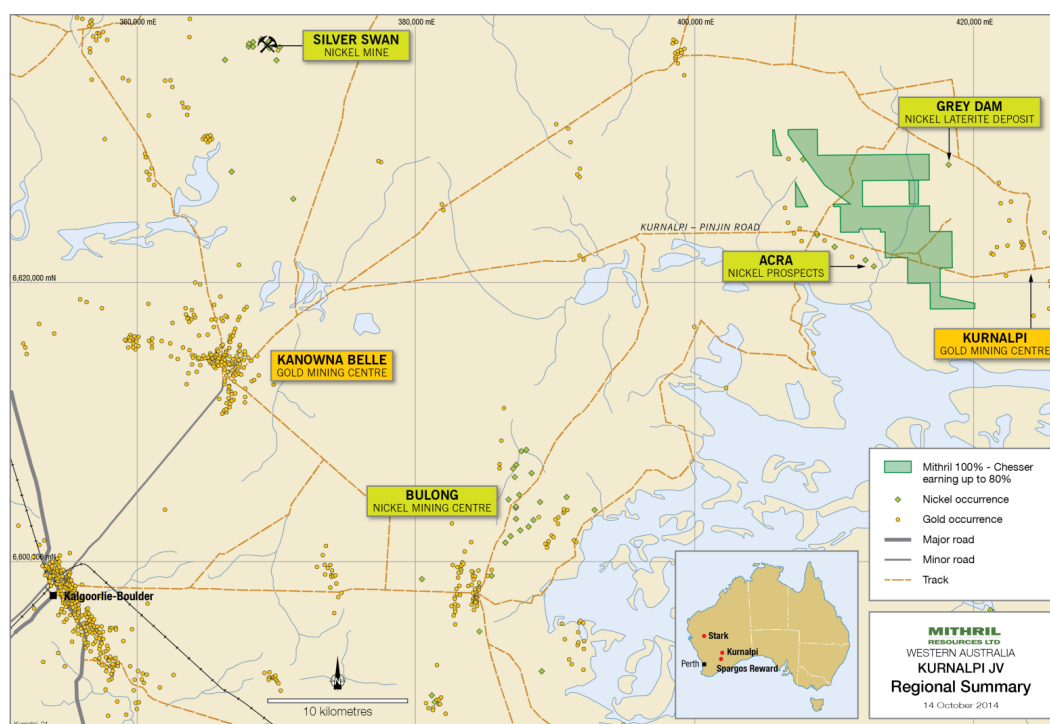 360,000 mE
380,000 mE
400,000 mE
420,000 mE
SILVER SWAN
NICKEL MINE
GREY DAM
NICKEL LATERITE DEPOSIT
KURNALPI – PINJIN ROAD
ACRA
NICKEL PROSPECTS
6,620,000 mN
KURNALPI
GOLD MINING CENTRE
KANOWNA BELLE
GOLD MINING CENTRE
BULONG
NICKEL MINING CENTRE
6,600,000 mN
Kalgoorlie-Boulder
Mithril 100% - Chesser
earning up to 80%
Nickel occurrence
Gold occurrence
Major road
Minor road
Track
Stark
Kurnalpi
Perth
Spargos Reward
N
10 kilometres
MITHRIL
RESOURCES LTD
WESTERN AUSTRALIA
KURNALPI JV
Regional Summary
14 October 2014